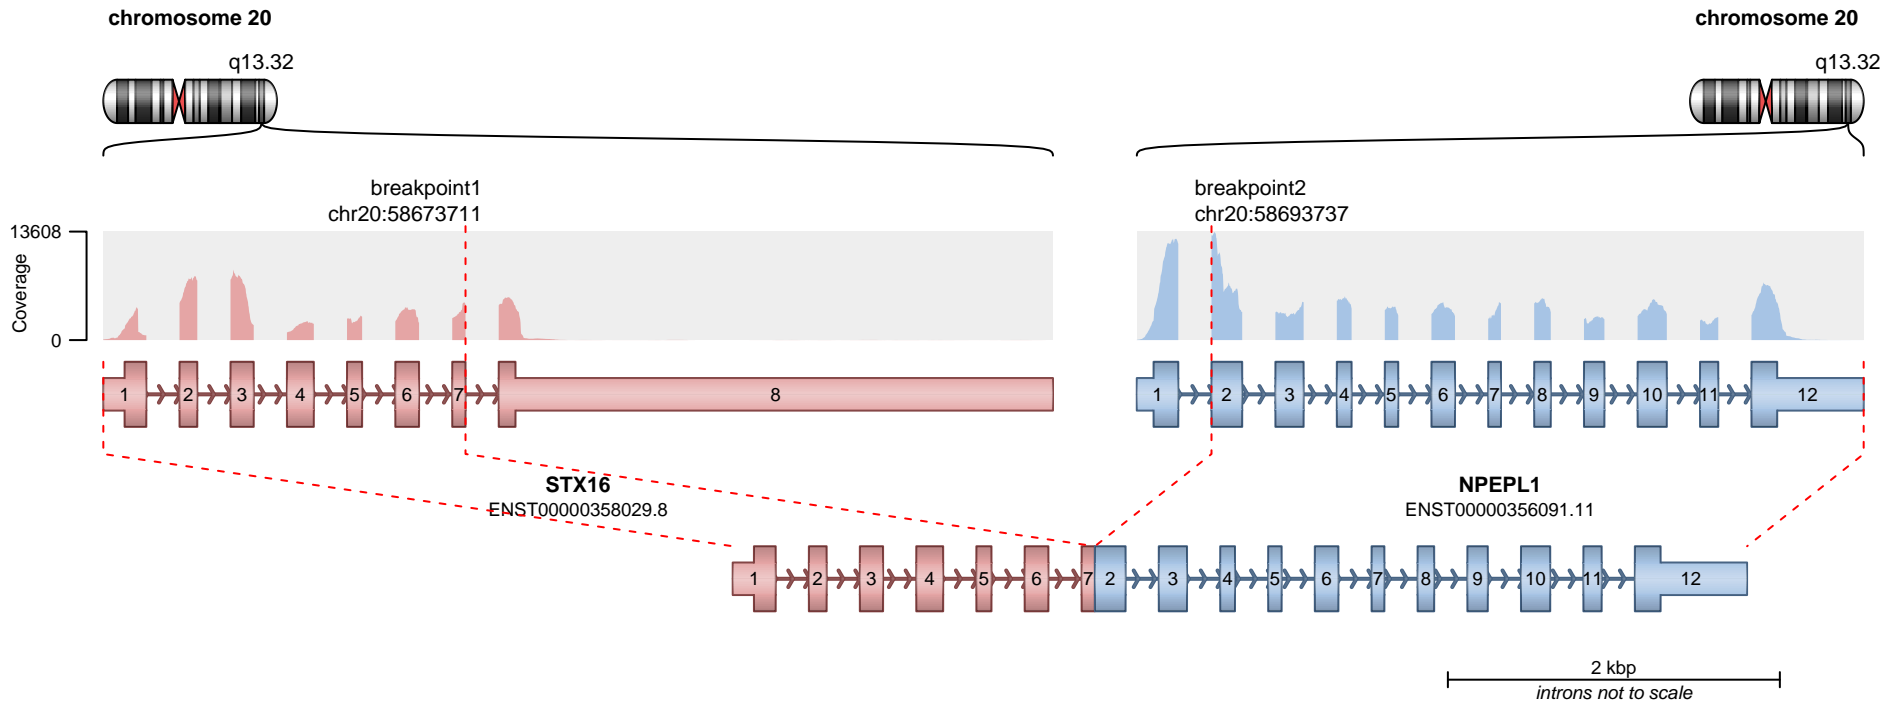 chromosome 20
chromosome 20
q13.32
q13.32
breakpoint1
chr20:58673711
breakpoint2
chr20:58693737
13608
Coverage
0
1 2 3 4 5 6 7 8
1 2 3 4 5 6 7 8 9 10 11 12
STX16
ENST00000358029.8
NPEPL1
ENST00000356091.11
1 2 3 4 5 6 7 2 3 4 5 6 7 8 9 10 11 12
2 kbp
introns not to scale